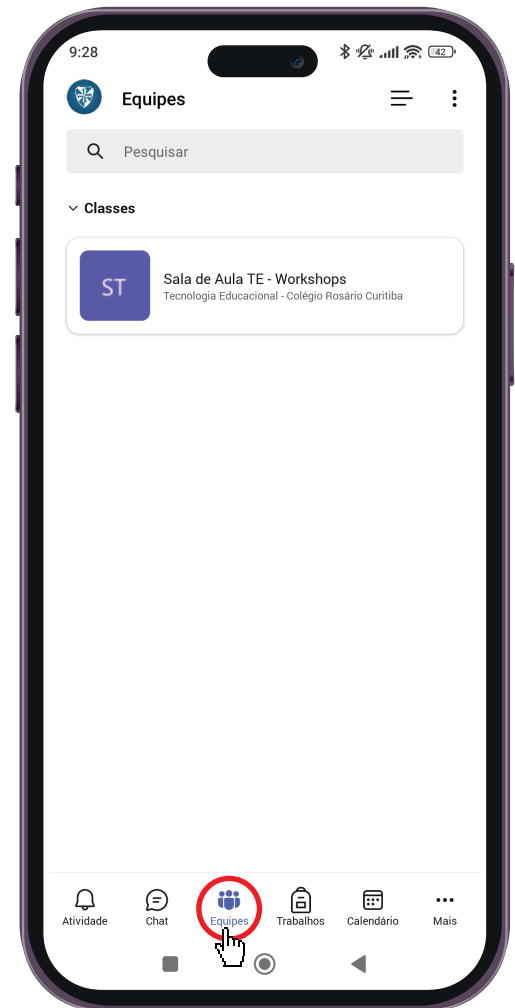 9:28
42
Equipes
Pesquisar
Classes
ST
Sala de Aula TE - Workshops
Tecnologia Educacional - Colégio Rosário Curitiba
Atividade
Chat
Equipes
Trabalhos
Calendário
Mais